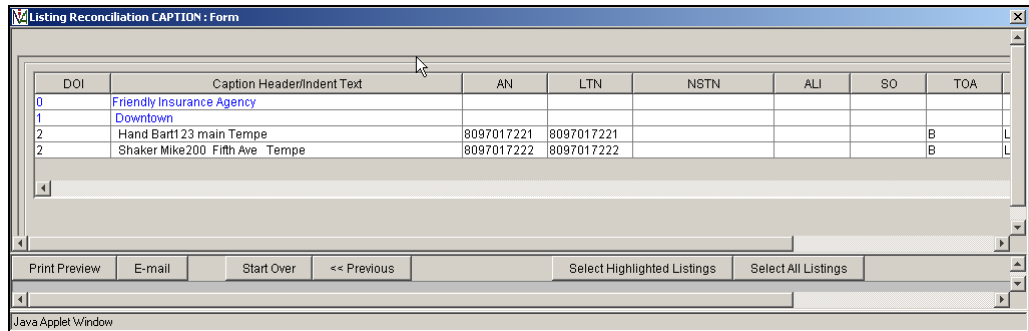 Listing Reconciliation CAPTION : Form
DOI Caption Header/Indent Text AN LTN NSTN ALI SO TOA
0 Friendly Insurance Agency
1 Downtown
2 Hand Bart123 main Tempe 8097017221 8097017221 B L
2 Shaker Mike200 Fifth Ave Tempe 8097017222 8097017222 B L
Print Preview E-mail Start Over << Previous Select Highlighted Listings Select All Listings
Java Applet Window